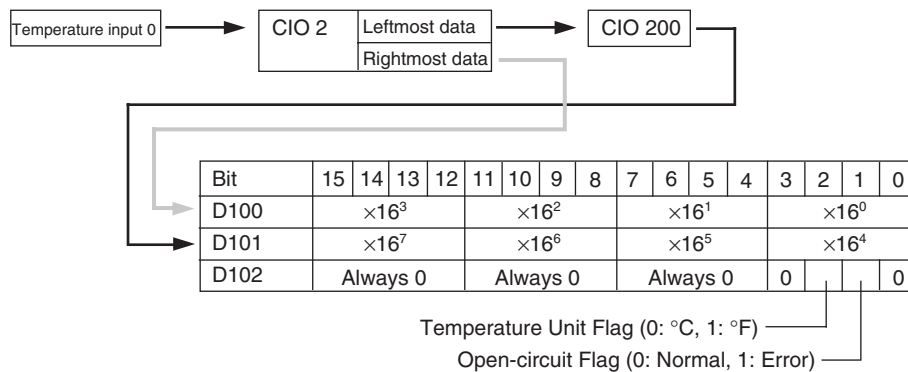 Temperature input 0
CIO 2
Leftmost data
Rightmost data
CIO 200
Bit 15 14 13 12 11 10 9 8 7 6 5 4 3 2 1 0
D100 ×16³ ×16² ×16¹ ×16⁰
D101 ×16⁷ ×16⁶ ×16⁵ ×16⁴
D102 Always 0 Always 0 Always 0 0 0
Temperature Unit Flag (0: °C, 1: °F)
Open-circuit Flag (0: Normal, 1: Error)